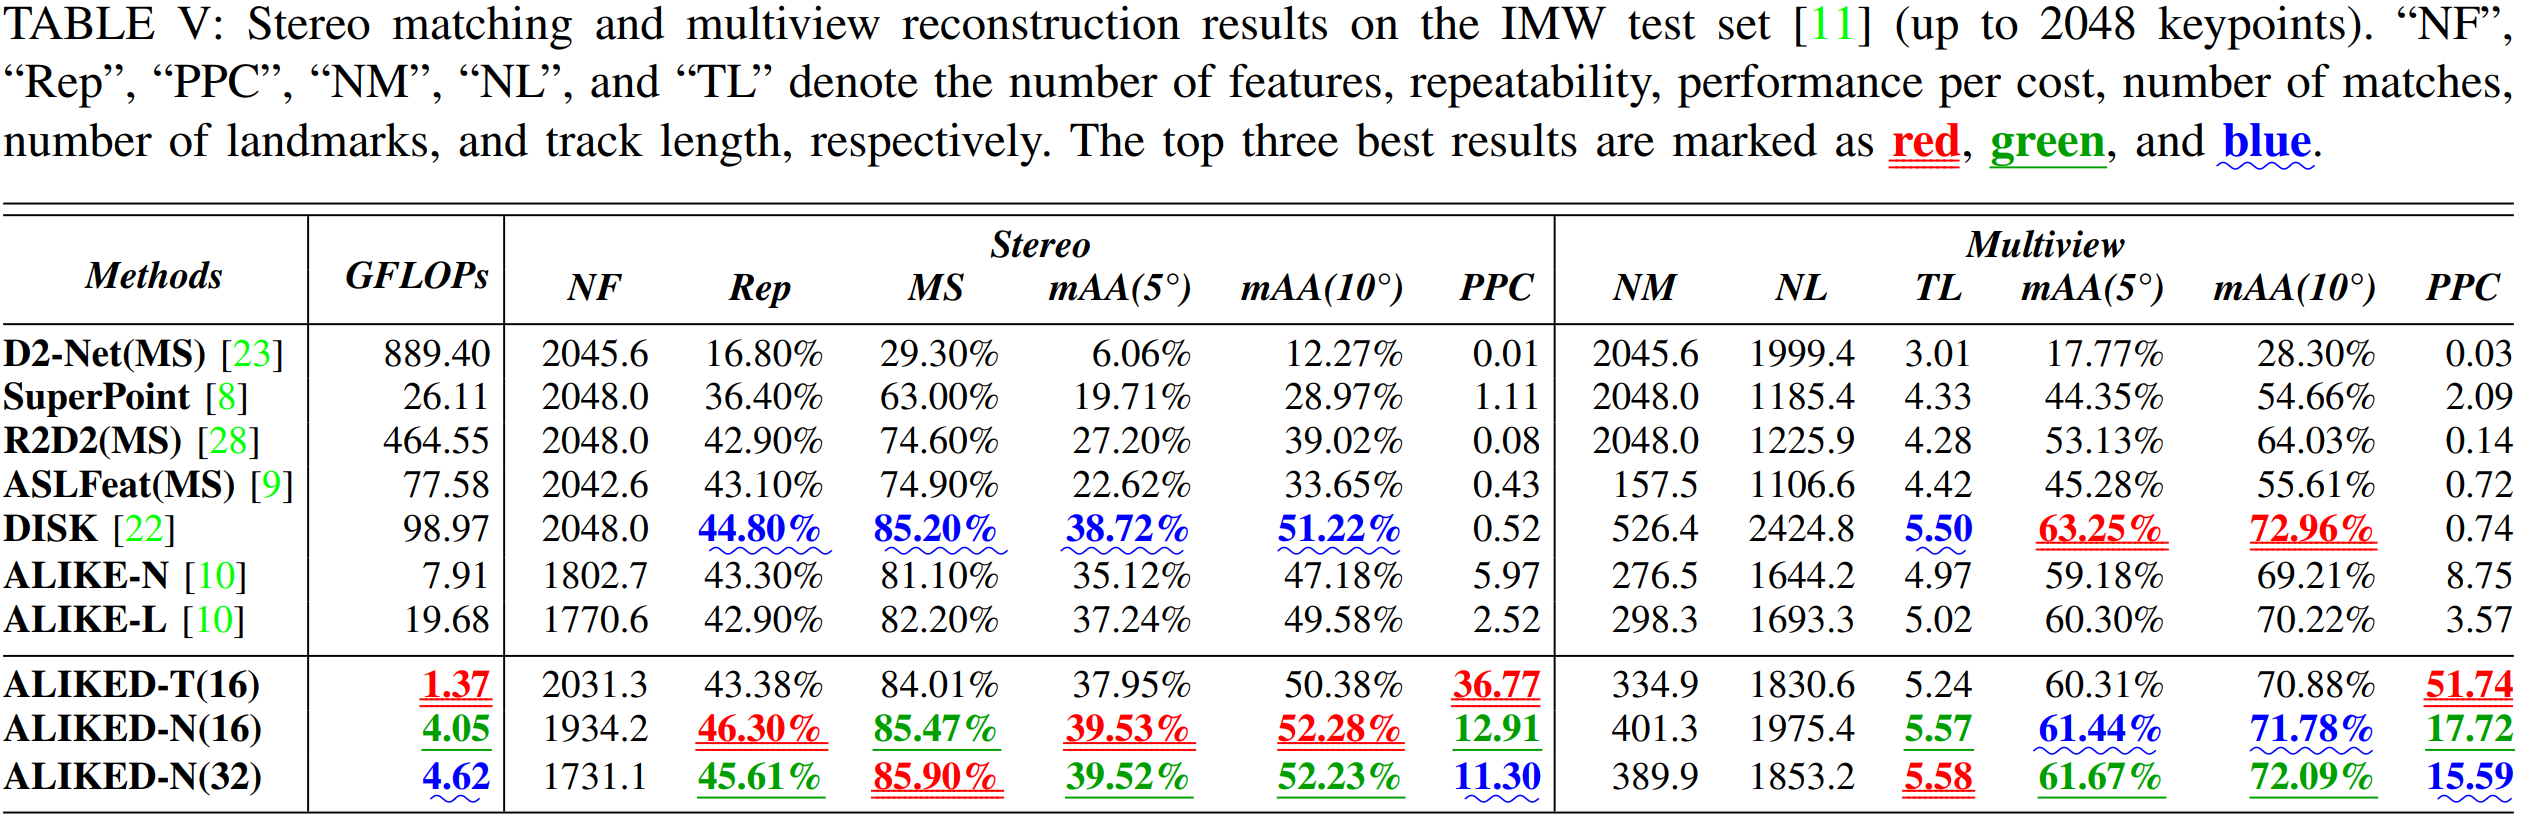 TABLE V: Stereo matching and multiview reconstruction results on the IMW test set [11] (up to 2048 keypoints). “NF”,
“Rep”, “PPC”, “NM”, “NL”, and “TL” denote the number of features, repeatability, performance per cost, number of matches,
number of landmarks, and track length, respectively. The top three best results are marked as red, green, and blue.
Methods GFLOPs Stereo Multiview
NF Rep MS mAA(5°) mAA(10°) PPC NM NL TL mAA(5°) mAA(10°) PPC
D2-Net(MS) [23] 889.40 2045.6 16.80% 29.30% 6.06% 12.27% 0.01 2045.6 1999.4 3.01 17.77% 28.30% 0.03
SuperPoint [8] 26.11 2048.0 36.40% 63.00% 19.71% 28.97% 1.11 2048.0 1185.4 4.33 44.35% 54.66% 2.09
R2D2(MS) [28] 464.55 2048.0 42.90% 74.60% 27.20% 39.02% 0.08 2048.0 1225.9 4.28 53.13% 64.03% 0.14
ASLFeat(MS) [9] 77.58 2042.6 43.10% 74.90% 22.62% 33.65% 0.43 157.5 1106.6 4.42 45.28% 55.61% 0.72
DISK [22] 98.97 2048.0 44.80% 85.20% 38.72% 51.22% 0.52 526.4 2424.8 5.50 63.25% 72.96% 0.74
ALIKE-N [10] 7.91 1802.7 43.30% 81.10% 35.12% 47.18% 5.97 276.5 1644.2 4.97 59.18% 69.21% 8.75
ALIKE-L [10] 19.68 1770.6 42.90% 82.20% 37.24% 49.58% 2.52 298.3 1693.3 5.02 60.30% 70.22% 3.57
ALIKED-T(16) 1.37 2031.3 43.38% 84.01% 37.95% 50.38% 36.77 334.9 1830.6 5.24 60.31% 70.88% 51.74
ALIKED-N(16) 4.05 1934.2 46.30% 85.47% 39.53% 52.28% 12.91 401.3 1975.4 5.57 61.44% 71.78% 17.72
ALIKED-N(32) 4.62 1731.1 45.61% 85.90% 39.52% 52.23% 11.30 389.9 1853.2 5.58 61.67% 72.09% 15.59